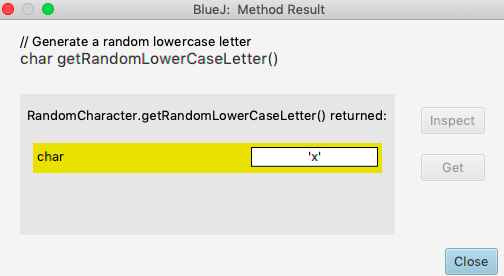 BlueJ: Method Result
// Generate a random lowercase letter
char getRandomLowerCaseLetter()
RandomCharacter.getRandomLowerCaseLetter() returned:
Inspect
char 'x'
Get
Close